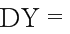 DY =